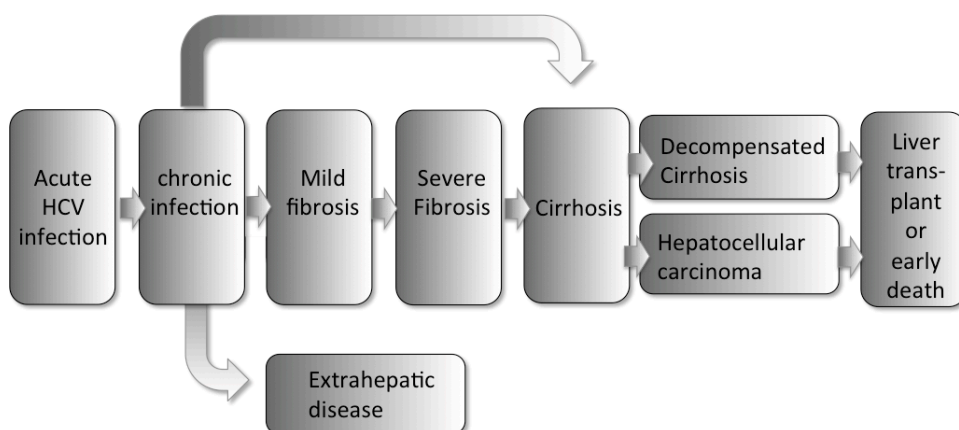 Acute
HCV
infection
chronic
infection
Mild
fibrosis
Severe
Fibrosis
Cirrhosis
Decompensated
Cirrhosis
Hepatocellular
carcinoma
Liver
trans-
plant
or
early
death
Extrahepatic
disease